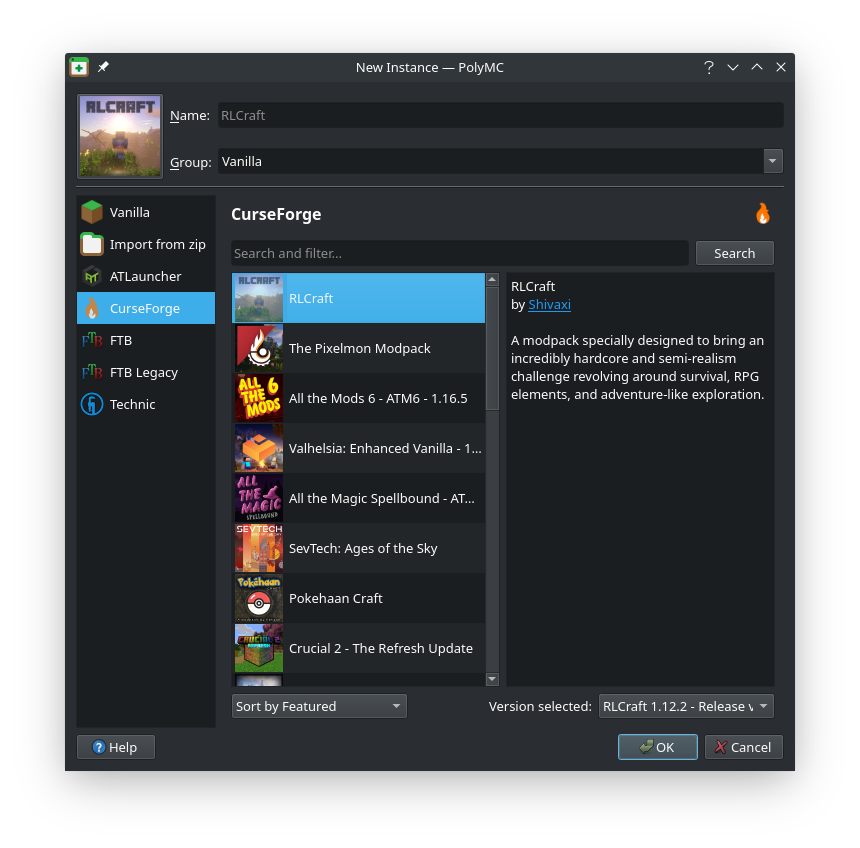 New Instance — PolyMC
RLCRAFT
Name: RLCraft
Group: Vanilla
Vanilla
Import from zip
ATLauncher
CurseForge
FTB
FTB Legacy
Technic
CurseForge
Search and filter...
Search
RLCRAFT
RLCraft
The Pixelmon Modpack
ALL THE MODS 6
All the Mods 6 - ATM6 - 1.16.5
Valhelsia: Enhanced Vanilla - 1...
ALL THE MAGIC SPELLBOUND
All the Magic Spellbound - AT...
SEVTECH
SevTech: Ages of the Sky
Pokéhaan
Pokehaan Craft
CRUCIAL 2
Crucial 2 - The Refresh Update
RLCraft
by Shivaxi
A modpack specially designed to bring an
incredibly hardcore and semi-realism
challenge revolving around survival, RPG
elements, and adventure-like exploration.
Sort by Featured
Version selected: RLCraft 1.12.2 - Release v
Help
OK
Cancel